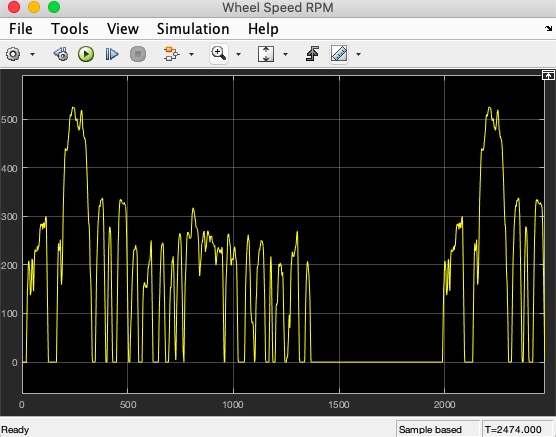 Wheel Speed RPM
File Tools View Simulation Help
500
400
300
200
100
0
0 500 1000 1500 2000
Ready Sample based T=2474.000